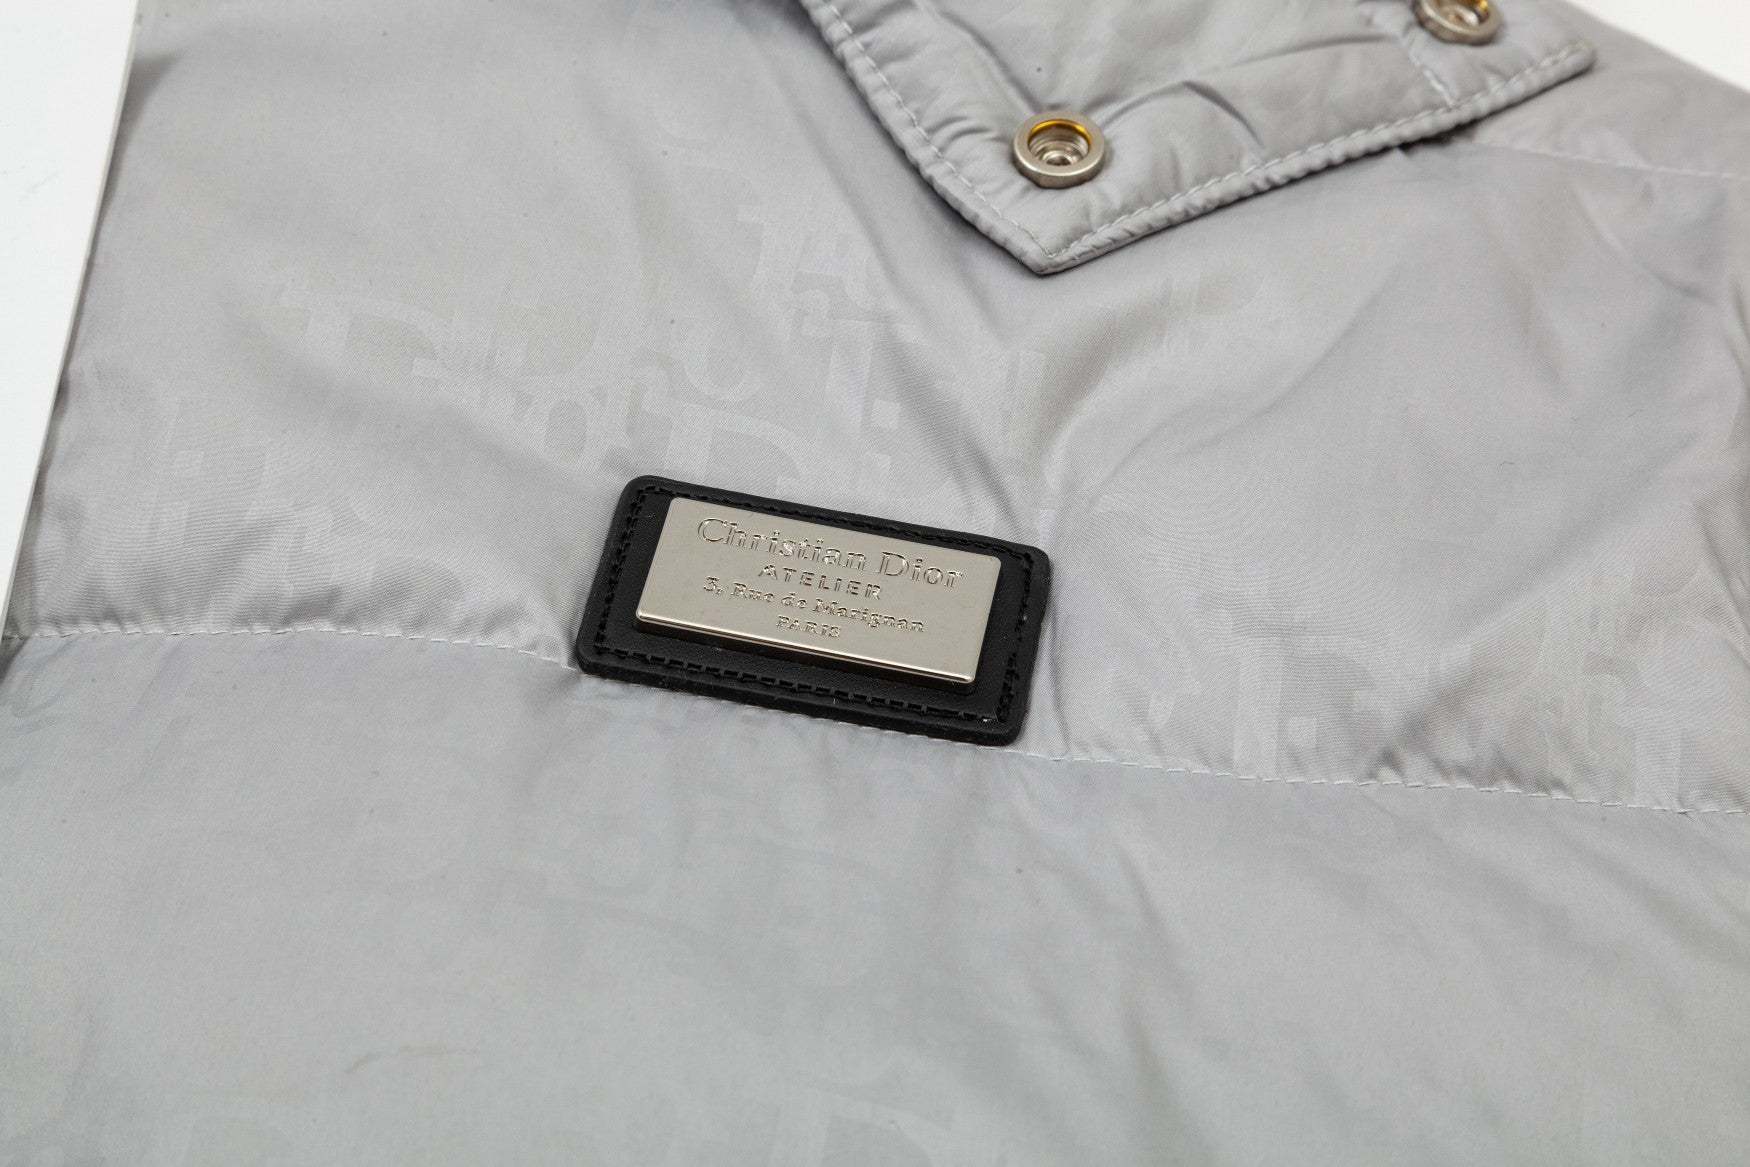 Christian Dior
ATELIER
3, Rue de Marignan
PARIS